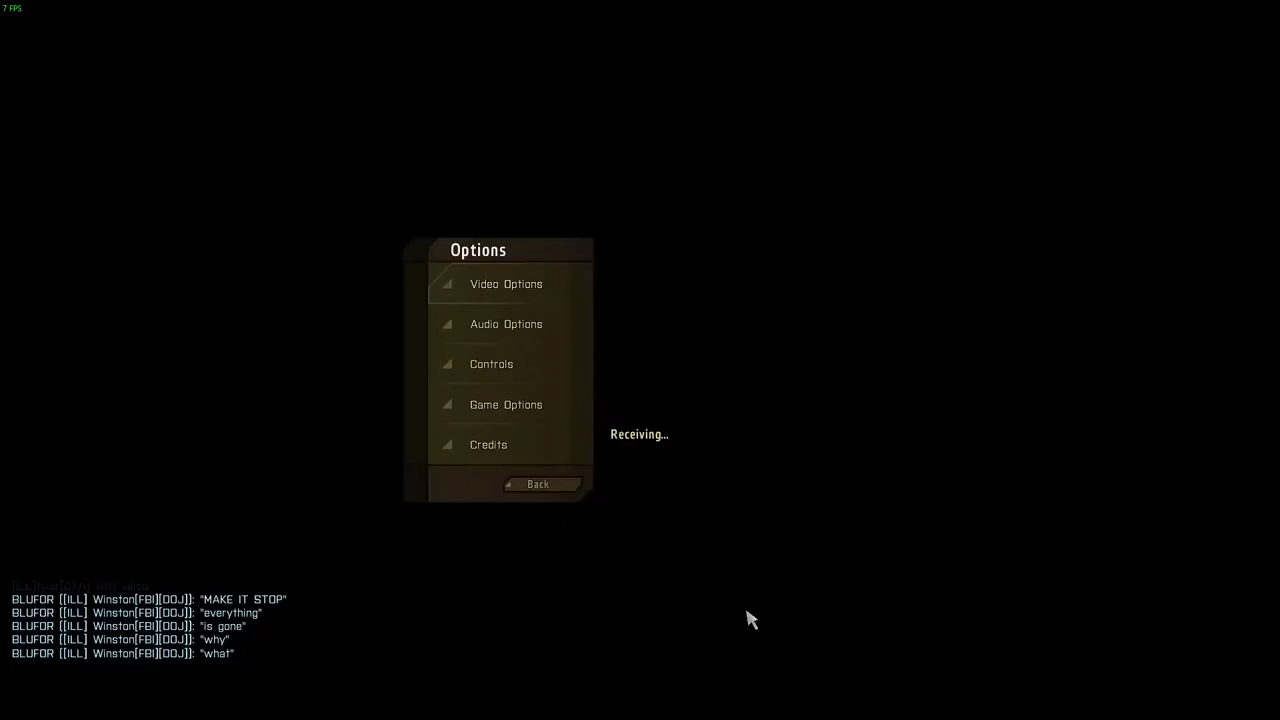 7 FPS
Options
Video Options
Audio Options
Controls
Game Options
Credits
Receiving...
Back
BLUFOR ([ILL] Winston[FBI][DOJ]): "MAKE IT STOP"
BLUFOR ([ILL] Winston[FBI][DOJ]): "everything"
BLUFOR ([ILL] Winston[FBI][DOJ]): "is gone"
BLUFOR ([ILL] Winston[FBI][DOJ]): "why"
BLUFOR ([ILL] Winston[FBI][DOJ]): "what"